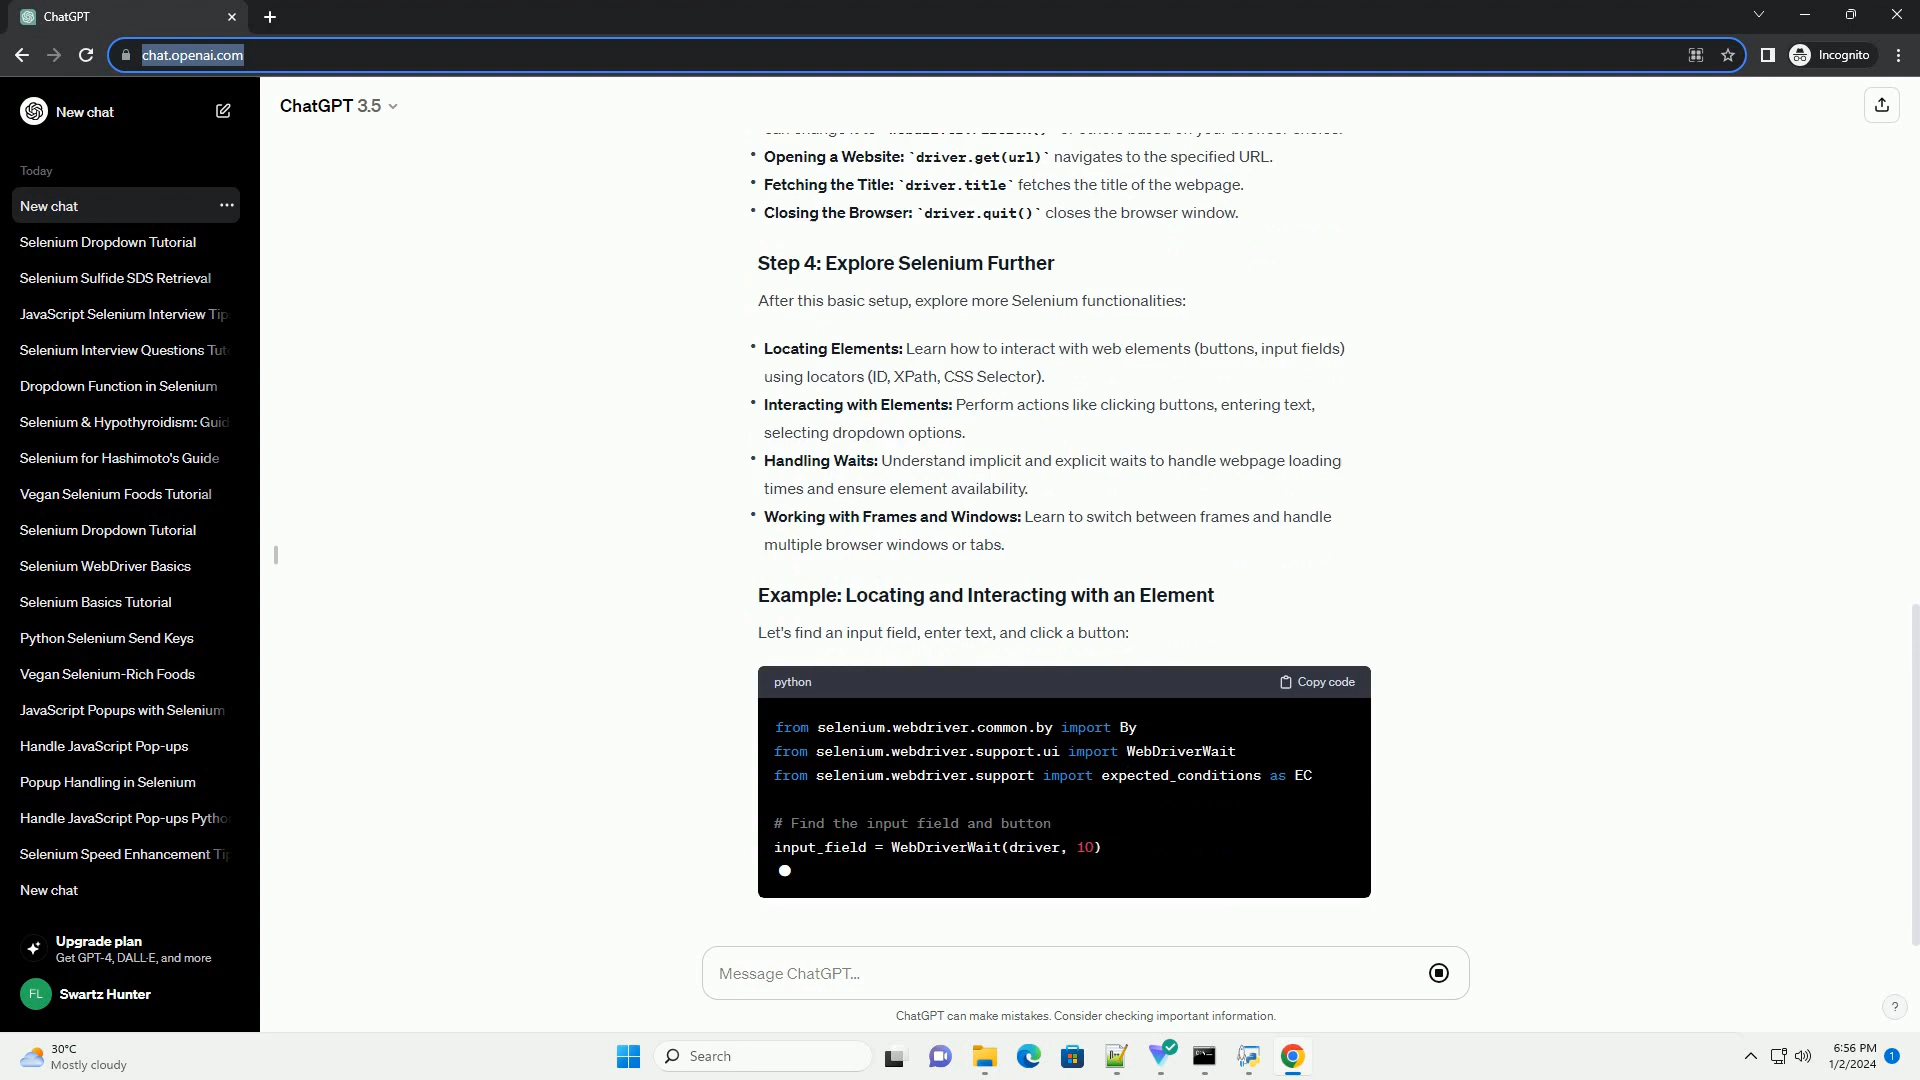 ChatGPT
chat.openai.com
Incognito
New chat
Today
New chat
Selenium Dropdown Tutorial
Selenium Sulfide SDS Retrieval
JavaScript Selenium Interview Tip
Selenium Interview Questions Tut
Dropdown Function in Selenium
Selenium & Hypothyroidism: Guid
Selenium for Hashimoto's Guide
Vegan Selenium Foods Tutorial
Selenium Dropdown Tutorial
Selenium WebDriver Basics
Selenium Basics Tutorial
Python Selenium Send Keys
Vegan Selenium-Rich Foods
JavaScript Popups with Selenium
Handle JavaScript Pop-ups
Popup Handling in Selenium
Handle JavaScript Pop-ups Pytho
Selenium Speed Enhancement Ti
New chat
Upgrade plan
Get GPT-4, DALL·E, and more
FL
Swartz Hunter
ChatGPT 3.5
• Opening a Website: `driver.get(url)` navigates to the specified URL.
• Fetching the Title: `driver.title` fetches the title of the webpage.
• Closing the Browser: `driver.quit()` closes the browser window.
Step 4: Explore Selenium Further
After this basic setup, explore more Selenium functionalities:
• Locating Elements: Learn how to interact with web elements (buttons, input fields)
using locators (ID, XPath, CSS Selector).
• Interacting with Elements: Perform actions like clicking buttons, entering text,
selecting dropdown options.
• Handling Waits: Understand implicit and explicit waits to handle webpage loading
times and ensure element availability.
• Working with Frames and Windows: Learn to switch between frames and handle
multiple browser windows or tabs.
Example: Locating and Interacting with an Element
Let's find an input field, enter text, and click a button:
python
Copy code
from selenium.webdriver.common.by import By
from selenium.webdriver.support.ui import WebDriverWait
from selenium.webdriver.support import expected_conditions as EC
# Find the input field and button
input_field = WebDriverWait(driver, 10)
Message ChatGPT...
ChatGPT can make mistakes. Consider checking important information.
?
30°C
Mostly cloudy
Search
6:56 PM
1/2/2024
1